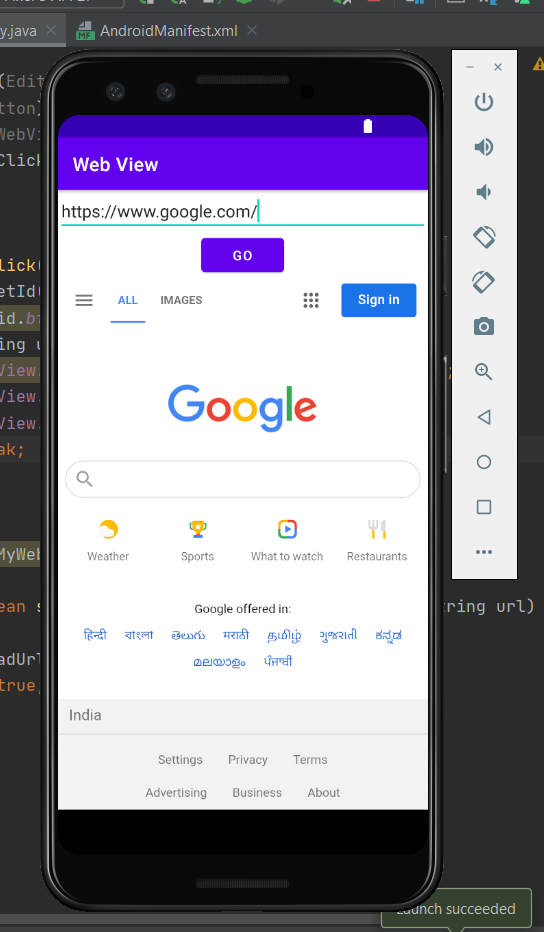 y.java
AndroidManifest.xml
MF
(Edit
tton)
WebVi
Click
Web View
https://www.google.com/
GO
ALL IMAGES Sign in
lick(
etId(
id.b
ing u
View.
View.
View.
ak;
Google
Weather Sports What to watch Restaurants
MyWeb
Google offered in:
ean s
tring url)
हिन्दी বাংলা తెలుగు मराठी தமிழ் ગુજરાતી ಕನ್ನಡ
മലയാളം ਪੰਜਾਬੀ
adUrl
true;
India
Settings Privacy Terms
Advertising Business About
Launch succeeded